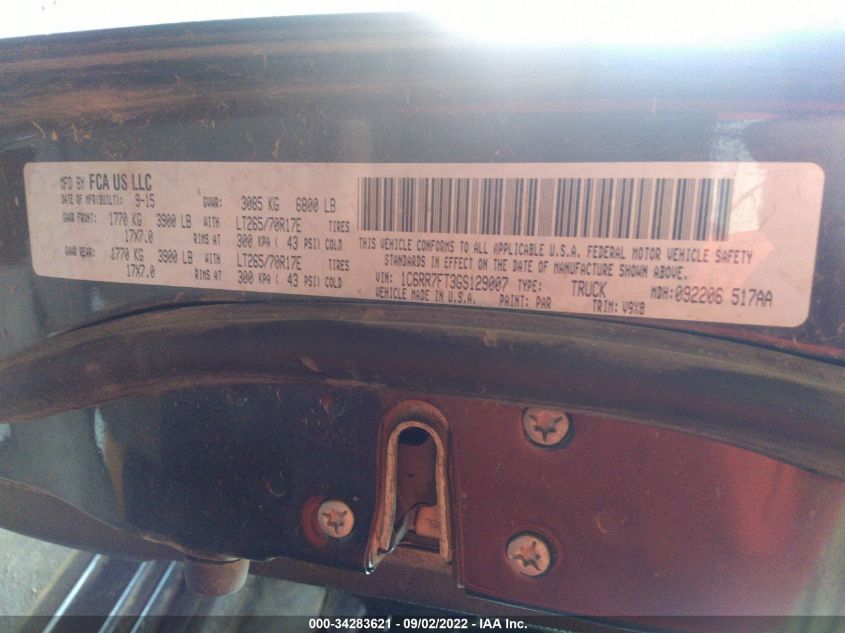 MFD BY FCA US LLC
DATE OF MFR(BUILT): 9-15 GVWR: 3085 KG 6800 LB
GAWR FRONT: 1770 KG 3900 LB WITH LT265/70R17E TIRES
17X7.0 RIMS AT 300 KPA ( 43 PSI) COLD
GAWR REAR: 1770 KG 3900 LB WITH LT265/70R17E TIRES
17X7.0 RIMS AT 300 KPA ( 43 PSI) COLD
THIS VEHICLE CONFORMS TO ALL APPLICABLE U.S.A. FEDERAL MOTOR VEHICLE SAFETY
STANDARDS IN EFFECT ON THE DATE OF MANUFACTURE SHOWN ABOVE.
VIN: 1C6RR7FT3GS129007 TYPE: TRUCK MDH:092206 517AA
VEHICLE MADE IN U.S.A. PAINT: PAR TRIM: V9X8
000-34283621 - 09/02/2022 - IAA Inc.